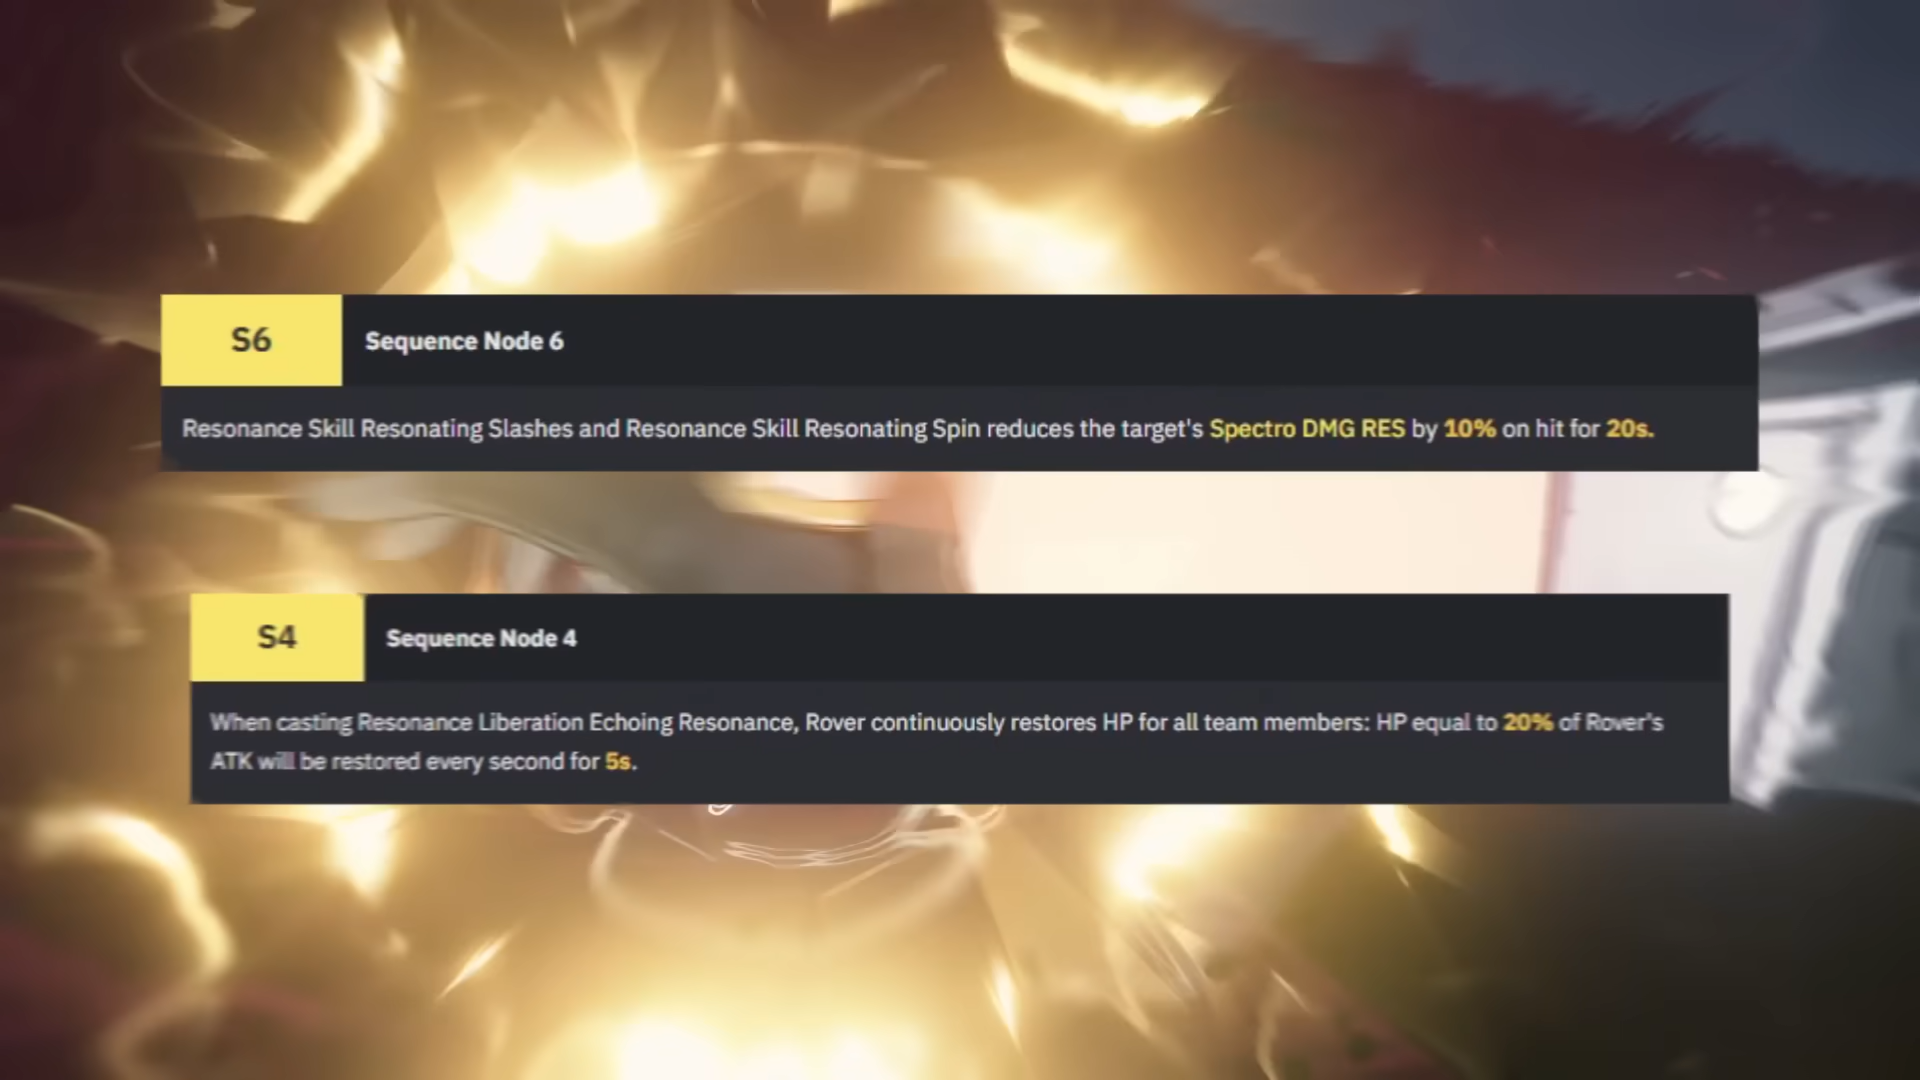 S6
Sequence Node 6
Resonance Skill Resonating Slashes and Resonance Skill Resonating Spin reduces the target's Spectro DMG RES by 10% on hit for 20s.
S4
Sequence Node 4
When casting Resonance Liberation Echoing Resonance, Rover continuously restores HP for all team members: HP equal to 20% of Rover's
ATK will be restored every second for 5s.